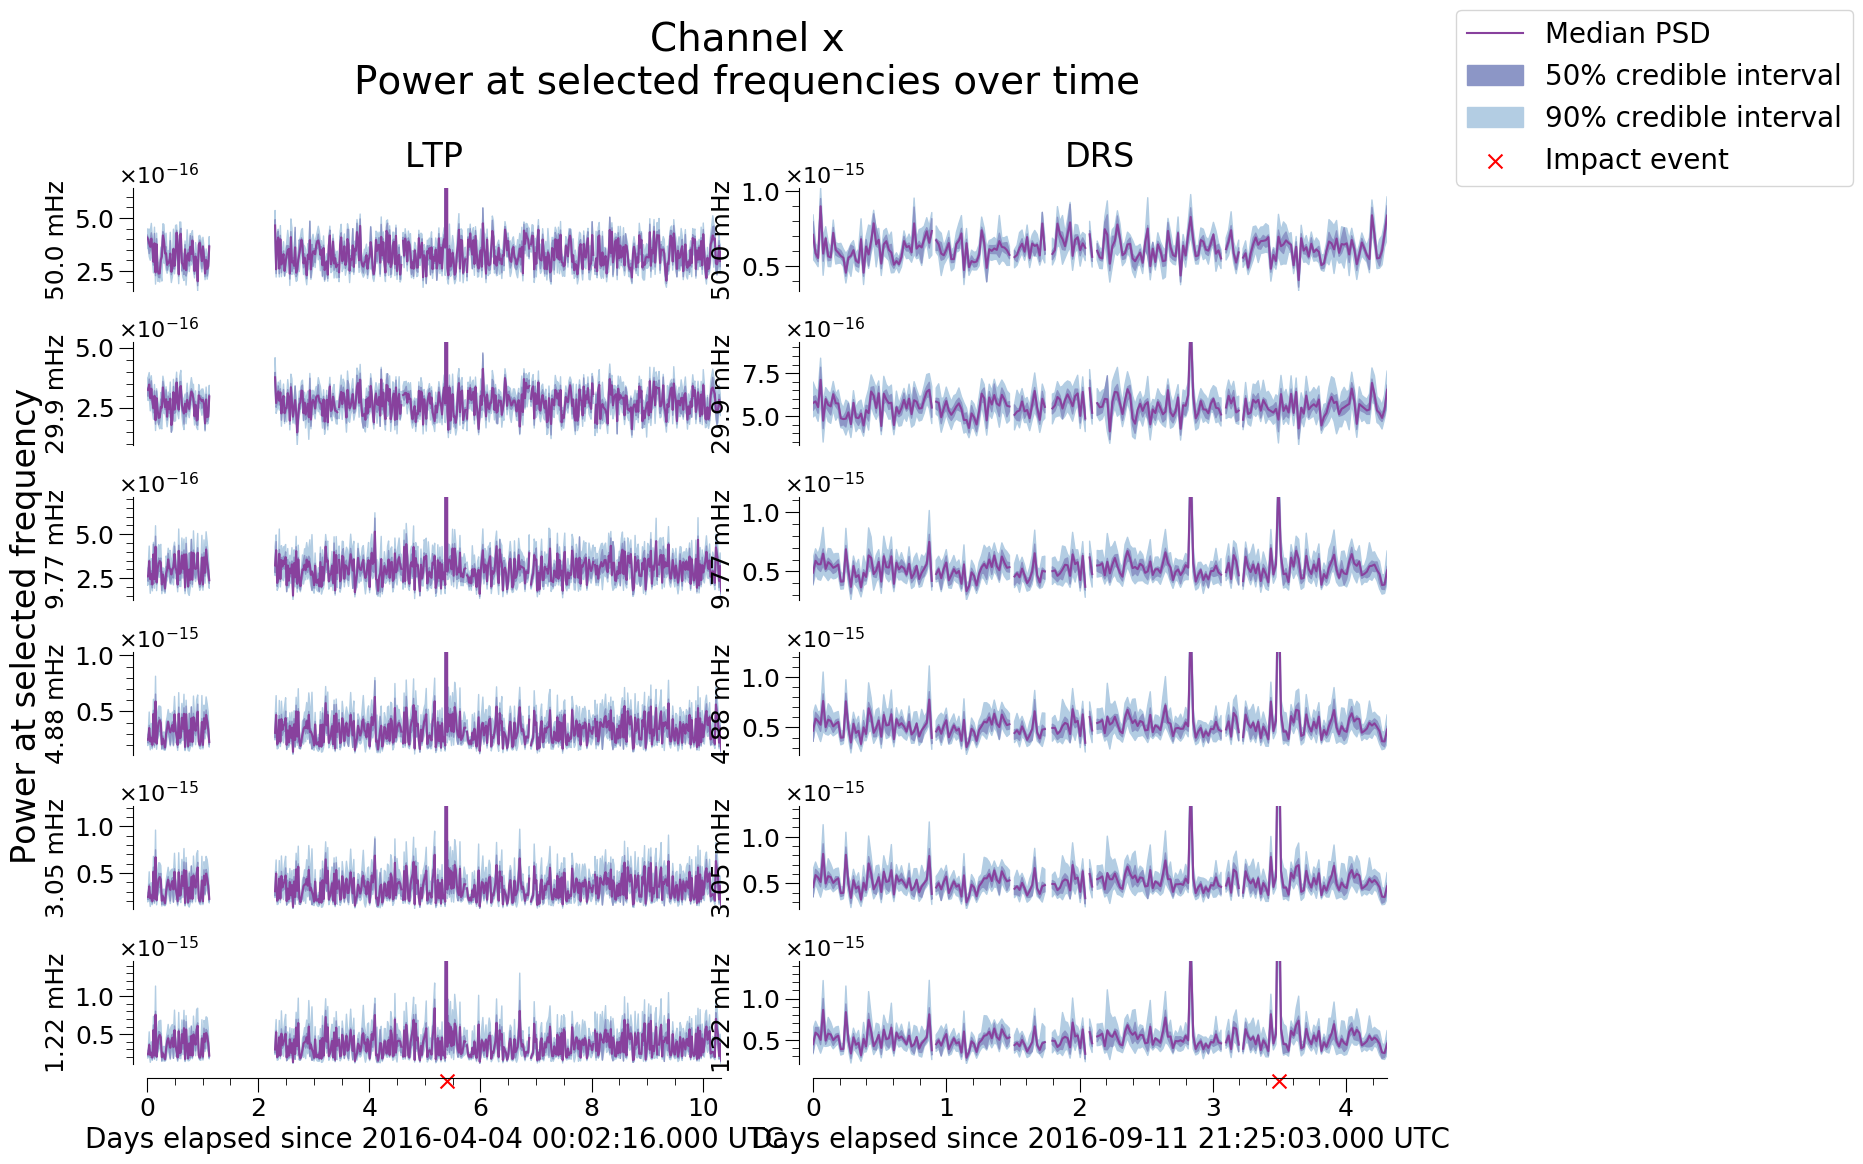 Channel x
Power at selected frequencies over time
Median PSD
50% credible interval
90% credible interval
Impact event
Power at selected frequency
LTP
×10⁻¹⁶
50.0 mHz
5.0
2.5
×10⁻¹⁶
29.9 mHz
5.0
2.5
×10⁻¹⁶
9.77 mHz
5.0
2.5
×10⁻¹⁵
4.88 mHz
1.0
0.5
×10⁻¹⁵
3.05 mHz
1.0
0.5
×10⁻¹⁵
1.22 mHz
1.0
0.5
0 2 4 6 8 10
Days elapsed since 2016-04-04 00:02:16.000 UTC
DRS
×10⁻¹⁵
50.0 mHz
1.0
0.5
×10⁻¹⁶
29.9 mHz
7.5
5.0
×10⁻¹⁵
9.77 mHz
1.0
0.5
×10⁻¹⁵
4.88 mHz
1.0
0.5
×10⁻¹⁵
3.05 mHz
1.0
0.5
×10⁻¹⁵
1.22 mHz
1.0
0.5
0 1 2 3 4
Days elapsed since 2016-09-11 21:25:03.000 UTC